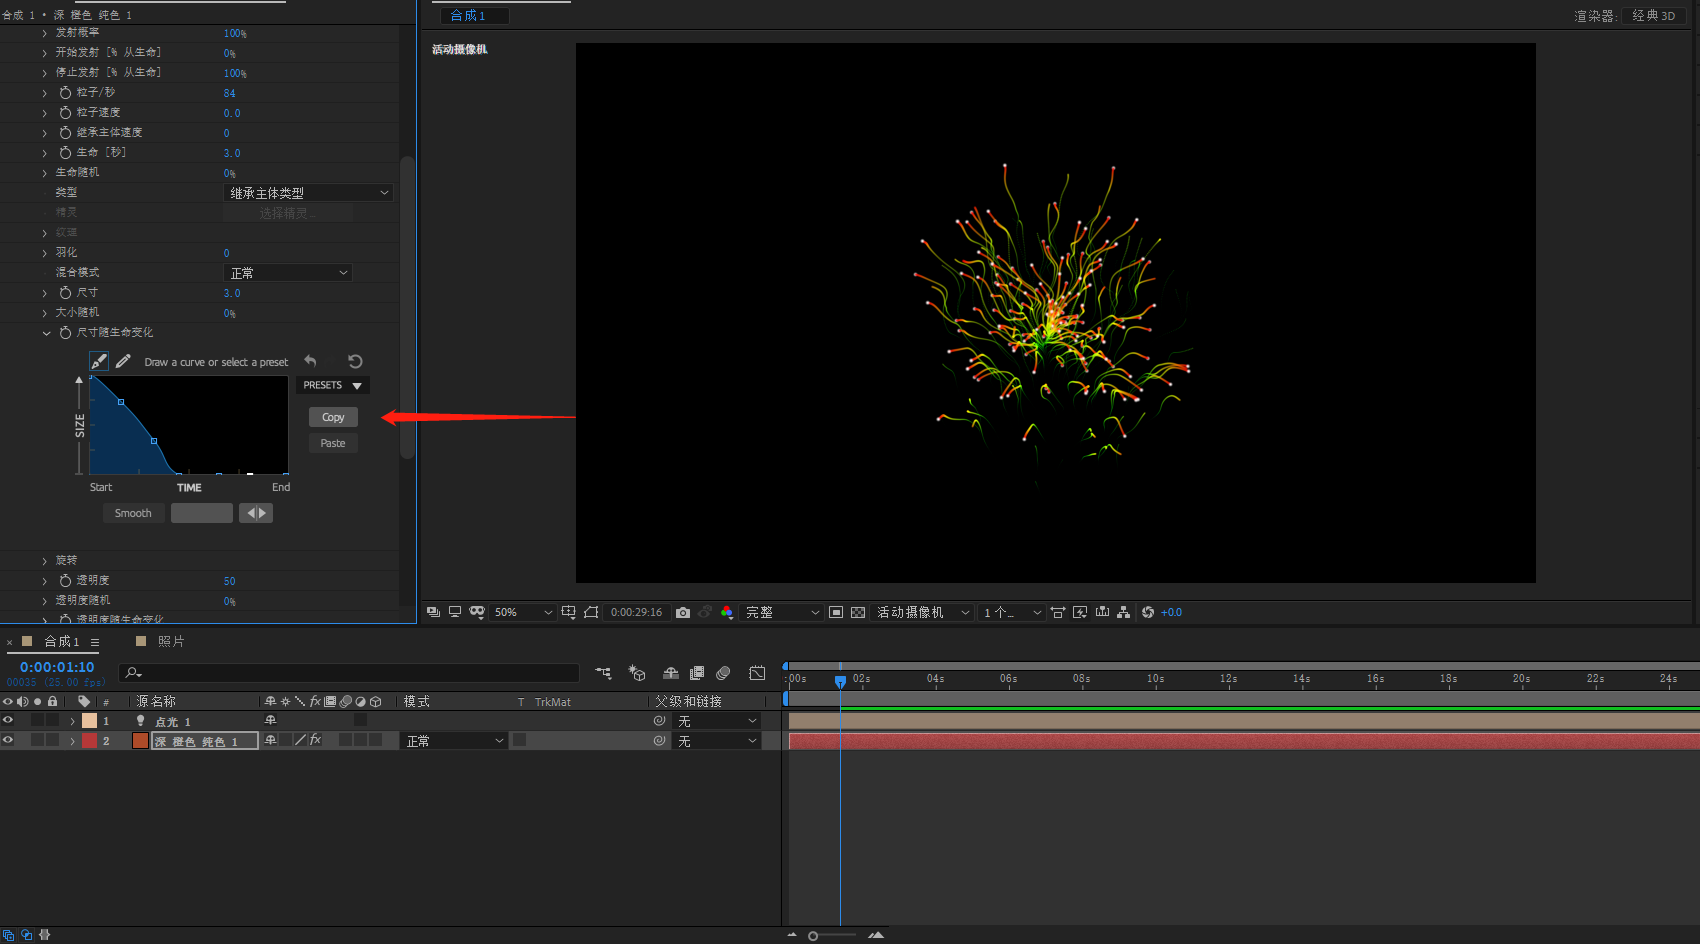 合成 1 • 深 橙色 纯色 1
发射概率 100%
开始发射 [% 从生命] 0%
停止发射 [% 从生命] 100%
粒子/秒 84
粒子速度 0.0
继承主体速度 0
生命 [秒] 3.0
生命随机 0%
类型 继承主体类型
精灵 选择精灵...
纹理
羽化 0
混合模式 正常
尺寸 3.0
大小随机 0%
尺寸随生命变化
Draw a curve or select a preset
PRESETS
SIZE
Copy
Paste
Start TIME End
Smooth
旋转
透明度 50
透明度随机 0%
透明度随生命变化
合成 1
渲染器: 经典 3D
活动摄像机
50% 0:00:29:16 完整 活动摄像机 1 个... +0.0
× 合成 1 照片
0:00:01:10
00035 (25.00 fps)
# 源名称 fx 模式 T TrkMat 父级和链接
1 点光 1 无
2 深 橙色 纯色 1 fx 正常 无
:00s 02s 04s 06s 08s 10s 12s 14s 16s 18s 20s 22s 24s